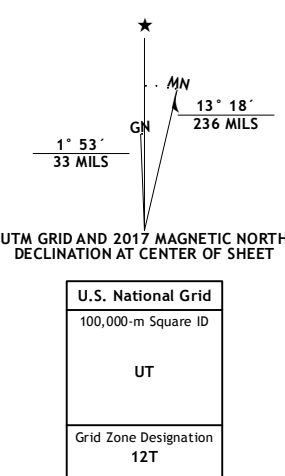 ★
MN
13° 18´
236 MILS
GN
1° 53´
33 MILS
UTM GRID AND 2017 MAGNETIC NORTH
DECLINATION AT CENTER OF SHEET
U.S. National Grid
100,000-m Square ID
UT
Grid Zone Designation
12T